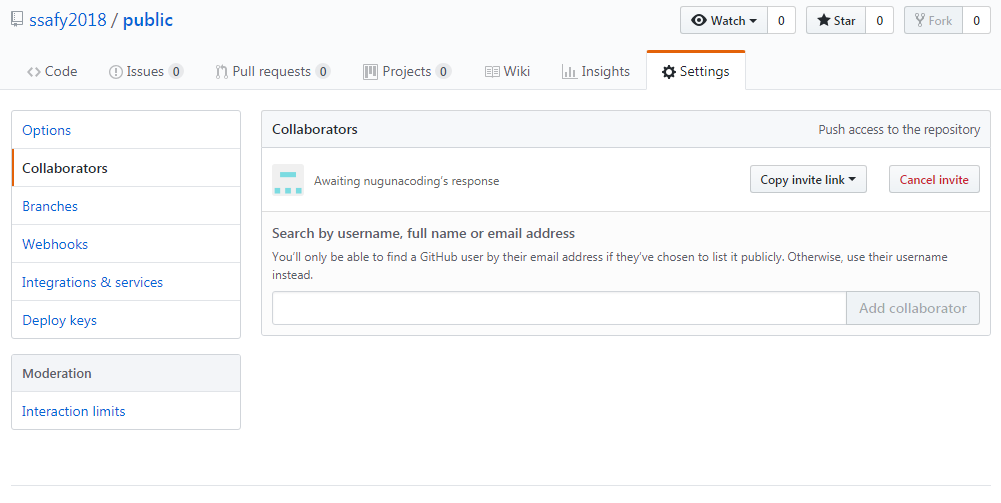 ssafy2018 / public
Watch 0 Star 0 Fork 0
Code Issues 0 Pull requests 0 Projects 0 Wiki Insights Settings
Options
Collaborators
Branches
Webhooks
Integrations & services
Deploy keys
Moderation
Interaction limits
Collaborators Push access to the repository
Awaiting nugunacoding's response Copy invite link Cancel invite
Search by username, full name or email address
You'll only be able to find a GitHub user by their email address if they've chosen to list it publicly. Otherwise, use their username
instead.
Add collaborator